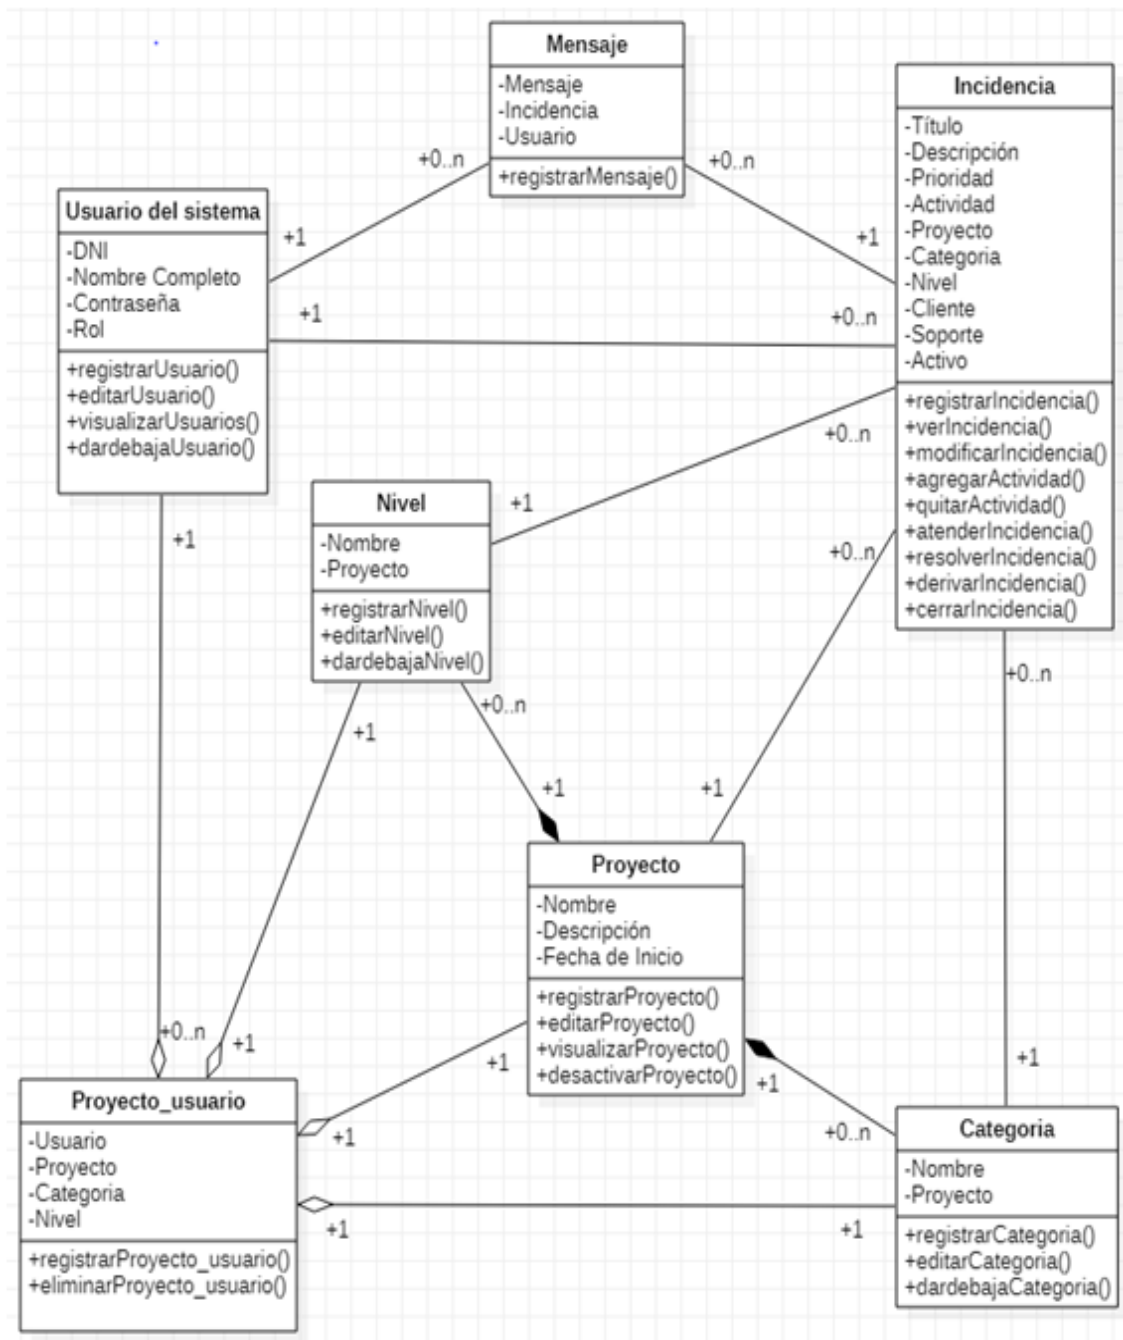 Mensaje
-Mensaje
-Incidencia
-Usuario
+registrarMensaje()
+0..n
+0..n
+1
+1
Incidencia
-Título
-Descripción
-Prioridad
-Actividad
-Proyecto
-Categoria
-Nivel
-Cliente
-Soporte
-Activo
+registrarIncidencia()
+verIncidencia()
+modificarIncidencia()
+agregarActividad()
+quitarActividad()
+atenderIncidencia()
+resolverIncidencia()
+derivarIncidencia()
+cerrarIncidencia()
Usuario del sistema
-DNI
-Nombre Completo
-Contraseña
-Rol
+registrarUsuario()
+editarUsuario()
+visualizarUsuarios()
+dardebajaUsuario()
+1
+0..n
+0..n
+1
+1
+0..n
+0..n
Nivel
-Nombre
-Proyecto
+registrarNivel()
+editarNivel()
+dardebajaNivel()
+0..n
+1
+1
+1
Proyecto
-Nombre
-Descripción
-Fecha de Inicio
+registrarProyecto()
+editarProyecto()
+visualizarProyecto()
+desactivarProyecto()
+0..n
+1
+1
+1
+1
+1
+0..n
Proyecto_usuario
-Usuario
-Proyecto
-Categoria
-Nivel
+registrarProyecto_usuario()
+eliminarProyecto_usuario()
+1
+1
Categoria
-Nombre
-Proyecto
+registrarCategoria()
+editarCategoria()
+dardebajaCategoria()